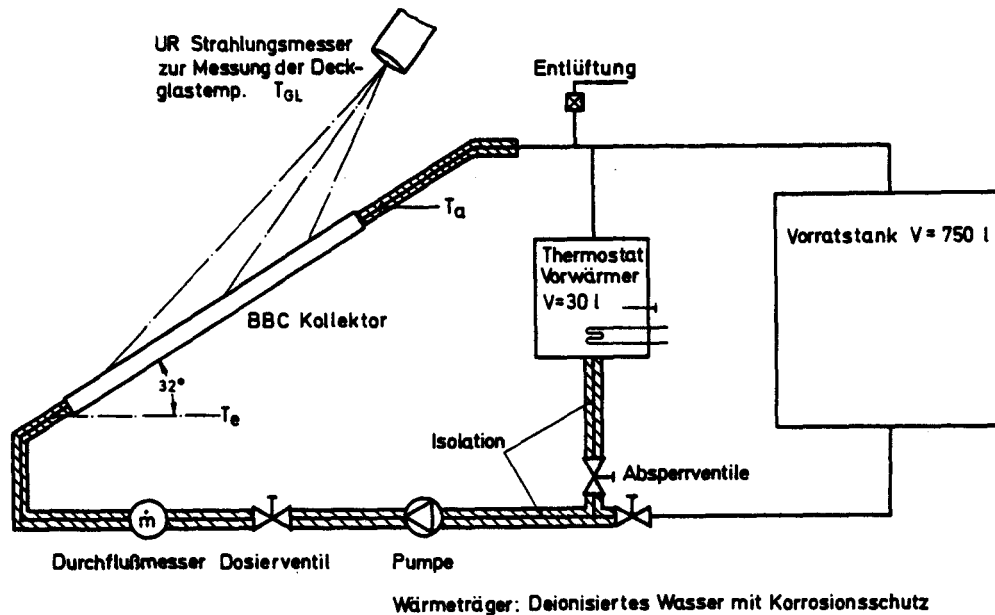 UR Strahlungsmesser
zur Messung der Deck-
glastemp. T_GL
Entlüftung
T_a
Thermostat
Vorwärmer
V=30 l
Vorratstank V = 750 l
BBC Kollektor
32°
T_e
Isolation
Absperrventile
ṁ
Durchflußmesser Dosierventil Pumpe
Wärmeträger: Deionisiertes Wasser mit Korrosionsschutz